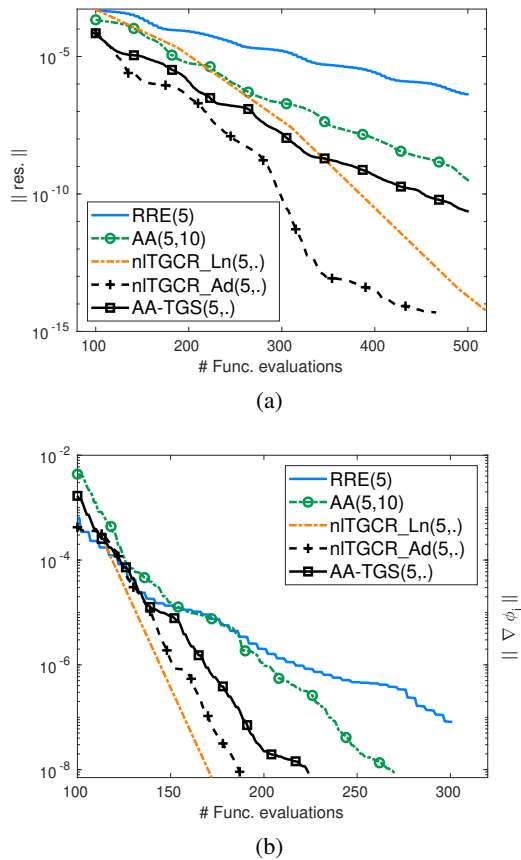 10^-5
10^-10
10^-15
|| res. ||
RRE(5)
AA(5,10)
nlTGCR_Ln(5,.)
nlTGCR_Ad(5,.)
AA-TGS(5,.)
100 200 300 400 500
# Func. evaluations
(a)
10^-2
10^-4
10^-6
10^-8
RRE(5)
AA(5,10)
nlTGCR_Ln(5,.)
nlTGCR_Ad(5,.)
AA-TGS(5,.)
|| ∇ φ_j ||
100 150 200 250 300
# Func. evaluations
(b)